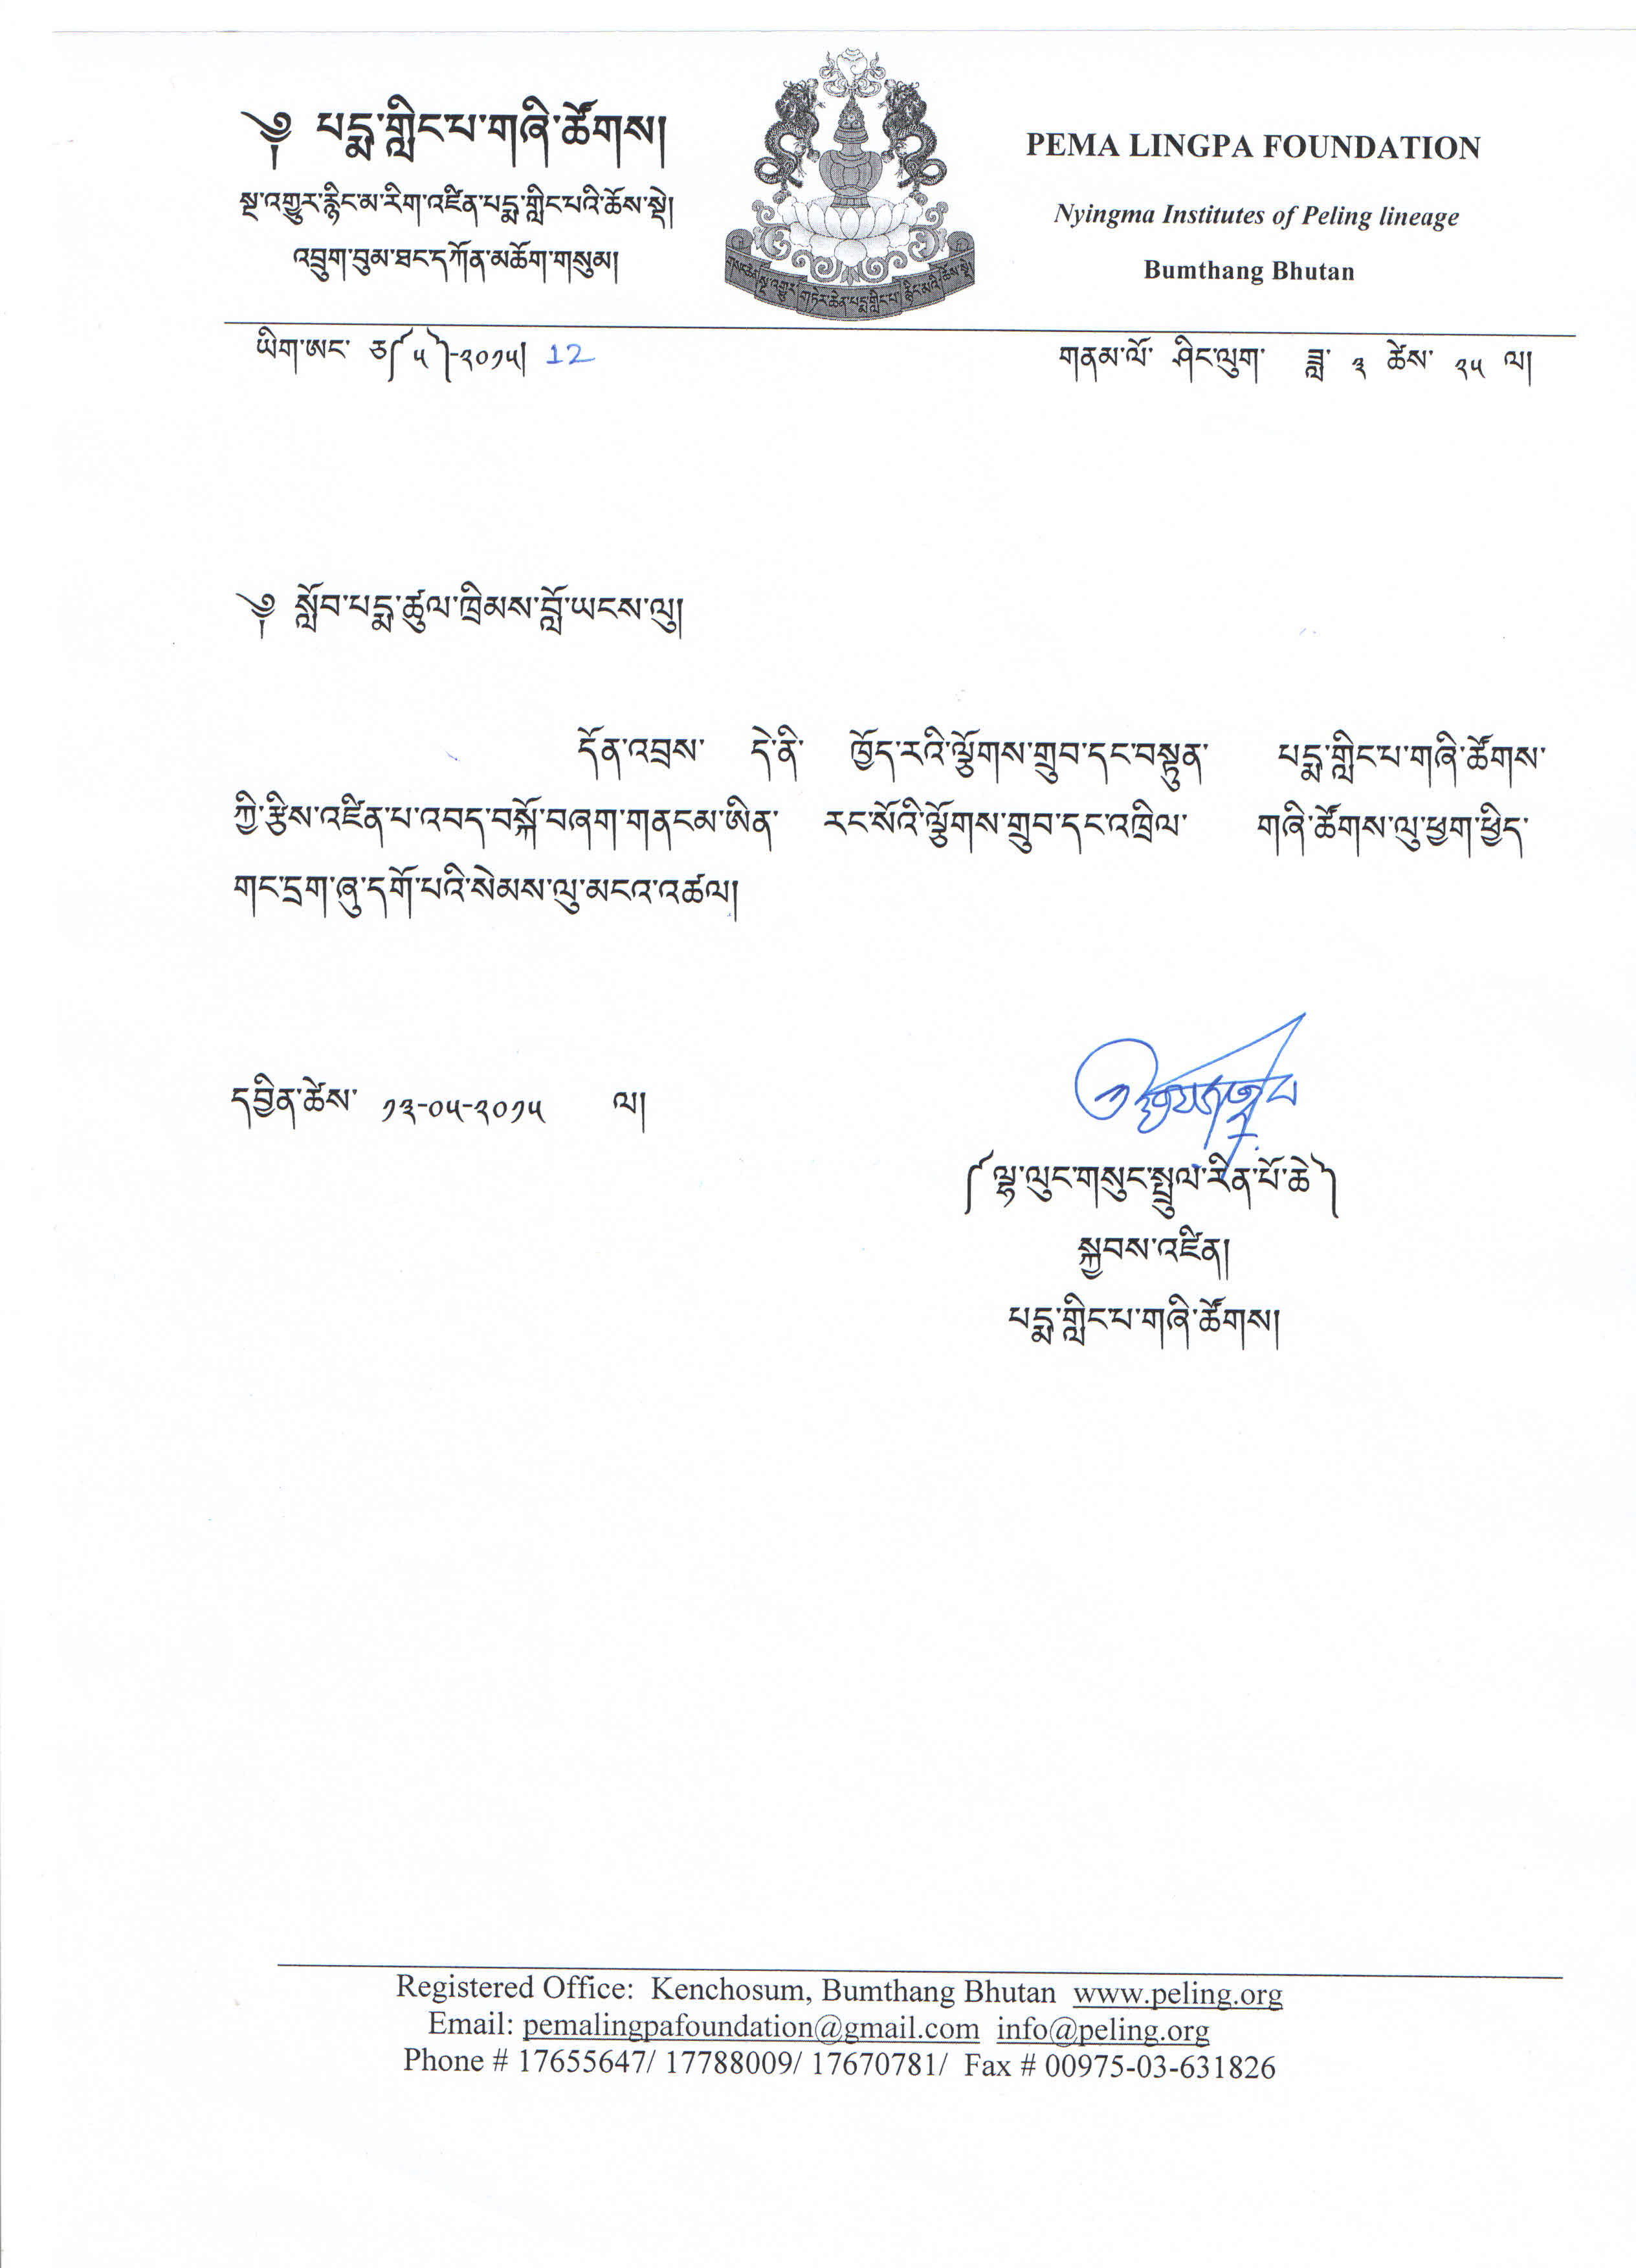 ༄ པདྨ་གླིང་པ་གཞི་ཚོགས།
སྔ་འགྱུར་རྙིང་མ་རིག་འཛིན་པདྨ་གླིང་པའི་ཆོས་སྡེ།
འབྲུག་བུམ་ཐང་དཀོན་མཆོག་གསུམ།
PEMA LINGPA FOUNDATION
Nyingma Institutes of Peling lineage
Bumthang Bhutan
ཡིག་ཨང་ ཅ༼ ༥ ༽-༢༠༡༥། 12
གནམ་ལོ་ ཤིང་ལུག་ ཟླ་ ༣ ཚེས་ ༢༥ ལ།
༄ སློབ་པདྨ་ཚུལ་ཁྲིམས་བློ་ཡངས་ལུ།
དོན་འབྲས་ དེ་ནི་ ཁྱོད་རའི་ལྕོགས་གྲུབ་དང་བསྟུན་ པདྨ་གླིང་པ་གཞི་ཚོགས་
ཀྱི་རྩིས་འཛིན་པ་འབད་བསྐོ་བཞག་གནངམ་ཨིན་ རང་སོའི་ལྕོགས་གྲུབ་དང་འཁྲིལ་ གཞི་ཚོགས་ལུ་ཕྱག་ཕྱིད་
གང་དྲག་ཞུ་དགོ་པའི་སེམས་ལུ་མངའ་འཚལ།
དབྱིན་ཚེས་ ༡༣-༠༥-༢༠༡༥ ལ།
༼ ལྷ་ལུང་གསུང་སྤྲུལ་རིན་པོ་ཆེ ༽
སྐྱབས་འཛིན།
པདྨ་གླིང་པ་གཞི་ཚོགས།
Registered Office: Kenchosum, Bumthang Bhutan www.peling.org
Email: pemalingpafoundation@gmail.com info@peling.org
Phone # 17655647/ 17788009/ 17670781/ Fax # 00975-03-631826